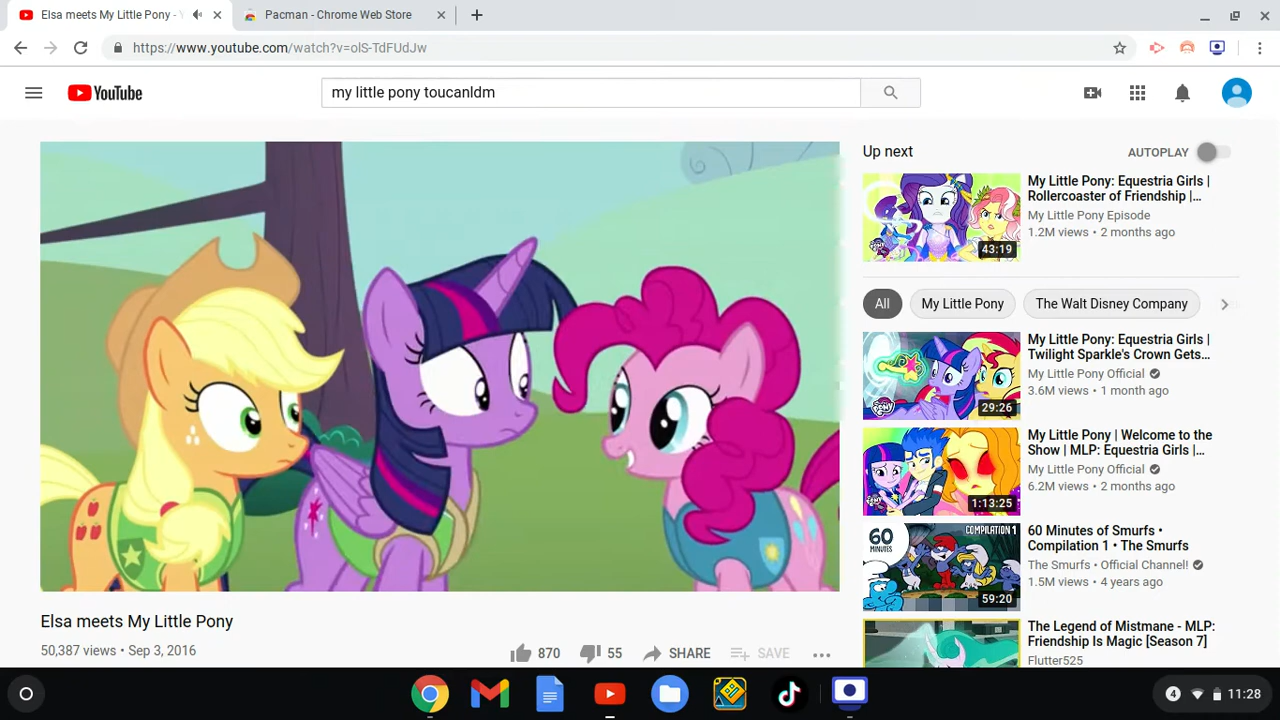 Elsa meets My Little Pony - Y
Pacman - Chrome Web Store
https://www.youtube.com/watch?v=olS-TdFUdJw
YouTube
my little pony toucanldm
Up next
AUTOPLAY
My Little Pony: Equestria Girls |
Rollercoaster of Friendship |...
My Little Pony Episode
1.2M views • 2 months ago
43:19
All
My Little Pony
The Walt Disney Company
My Little Pony: Equestria Girls |
Twilight Sparkle's Crown Gets...
My Little Pony Official
3.6M views • 1 month ago
29:26
My Little Pony | Welcome to the
Show | MLP: Equestria Girls |...
My Little Pony Official
6.2M views • 2 months ago
1:13:25
60
MINUTES
COMPILATION 1
60 Minutes of Smurfs •
Compilation 1 • The Smurfs
The Smurfs • Official Channel!
1.5M views • 4 years ago
59:20
The Legend of Mistmane - MLP:
Friendship Is Magic [Season 7]
Flutter525
Elsa meets My Little Pony
50,387 views • Sep 3, 2016
870
55
SHARE
SAVE
4
11:28